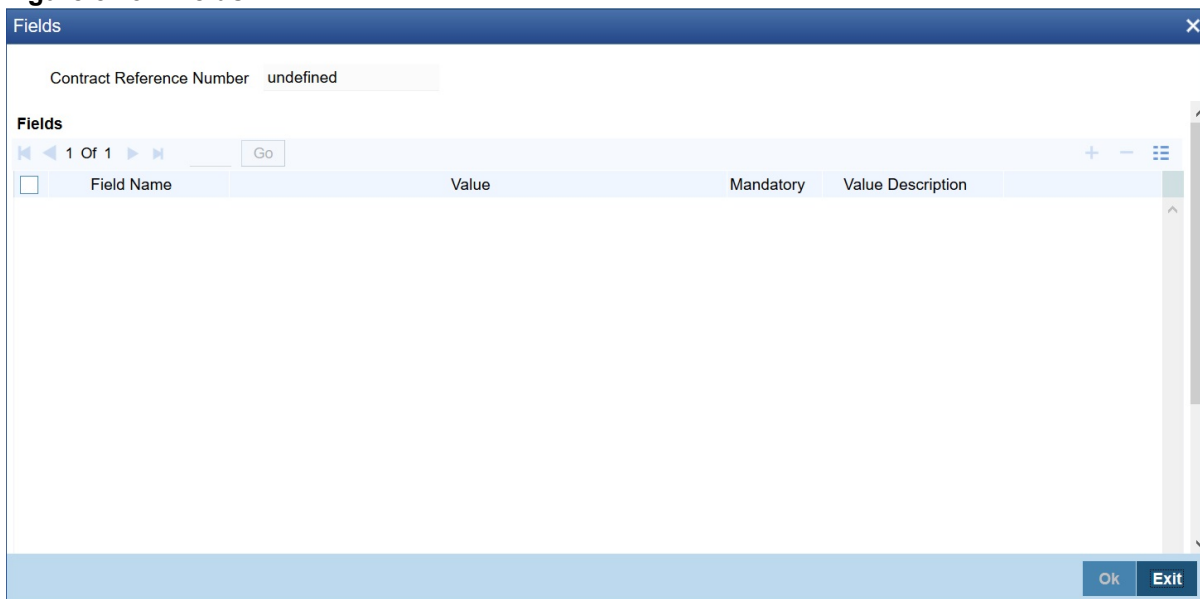 Fields
Contract Reference Number undefined
Fields
1 Of 1 Go
Field Name Value Mandatory Value Description
Ok Exit